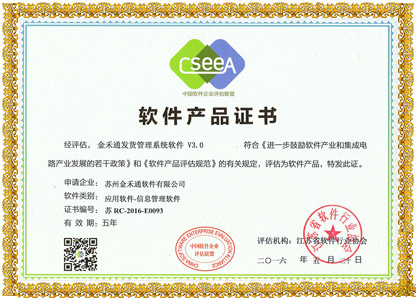 CSEEA
中国软件企业评估联盟
软件产品证书
经评估， 金禾通发货管理系统软件 V3.0 符合《进一步鼓励软件产业和集成电
路产业发展的若干政策》和《软件产品评估规范》的有关规定，评估为软件产品，特发此证。
申请企业： 苏州金禾通软件有限公司
软件类别： 应用软件-信息管理软件
证书编号： 苏 RC-2016-E0093
有 效 期： 五年
中国软件企业
评估联盟
CHINA SOFTWARE ENTERPRISE EVALUATION ALLIANCE
江苏省软件行业协会
评估机构：江苏省软件行业协会
二〇一六 年 五 月 二十 日